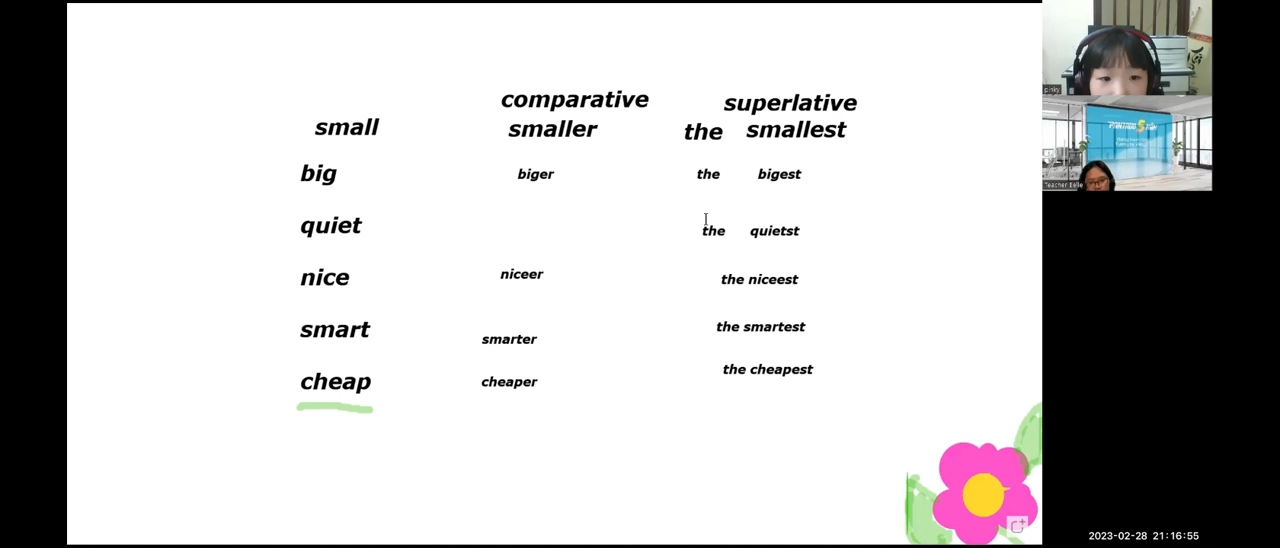 comparative superlative
small smaller the smallest
big biger the bigest
quiet the quietst
nice niceer the niceest
smart smarter the smartest
cheap cheaper the cheapest
pinky
Teacher Belle
2023-02-28 21:16:55